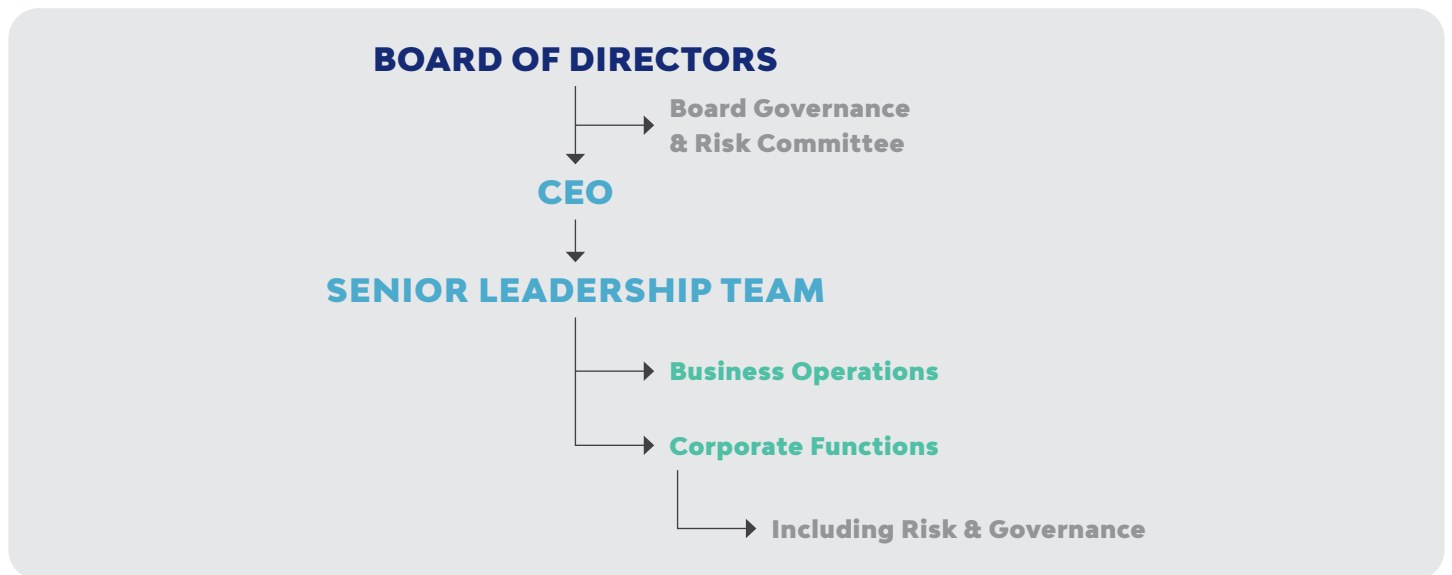 BOARD OF DIRECTORS
Board Governance
& Risk Committee
CEO
SENIOR LEADERSHIP TEAM
Business Operations
Corporate Functions
Including Risk & Governance